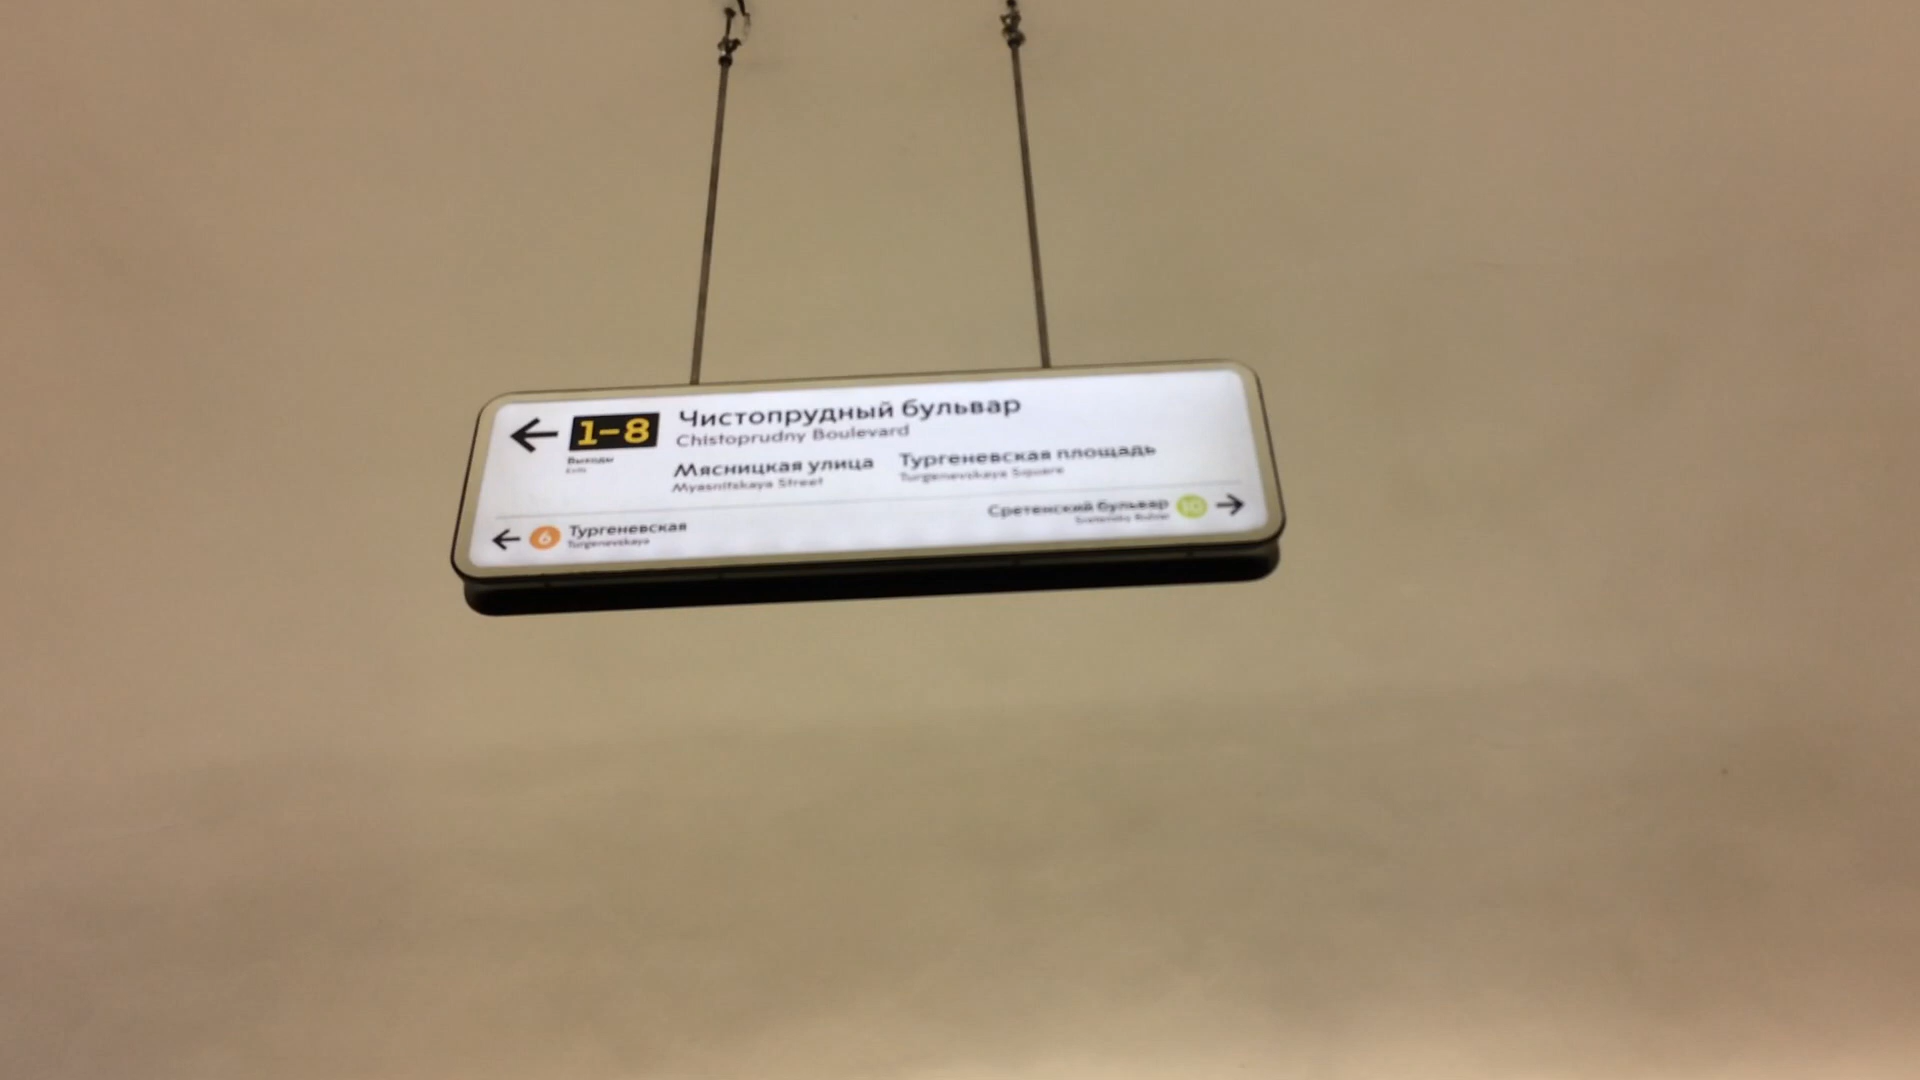 1-8
Чистопрудный бульвар
Chistoprudny Boulevard
Выходы
Мясницкая улица
Myasnitskaya Street
Тургеневская площадь
Turgenevskaya Square
6 Тургеневская
Turgenevskaya
Сретенский бульвар 10